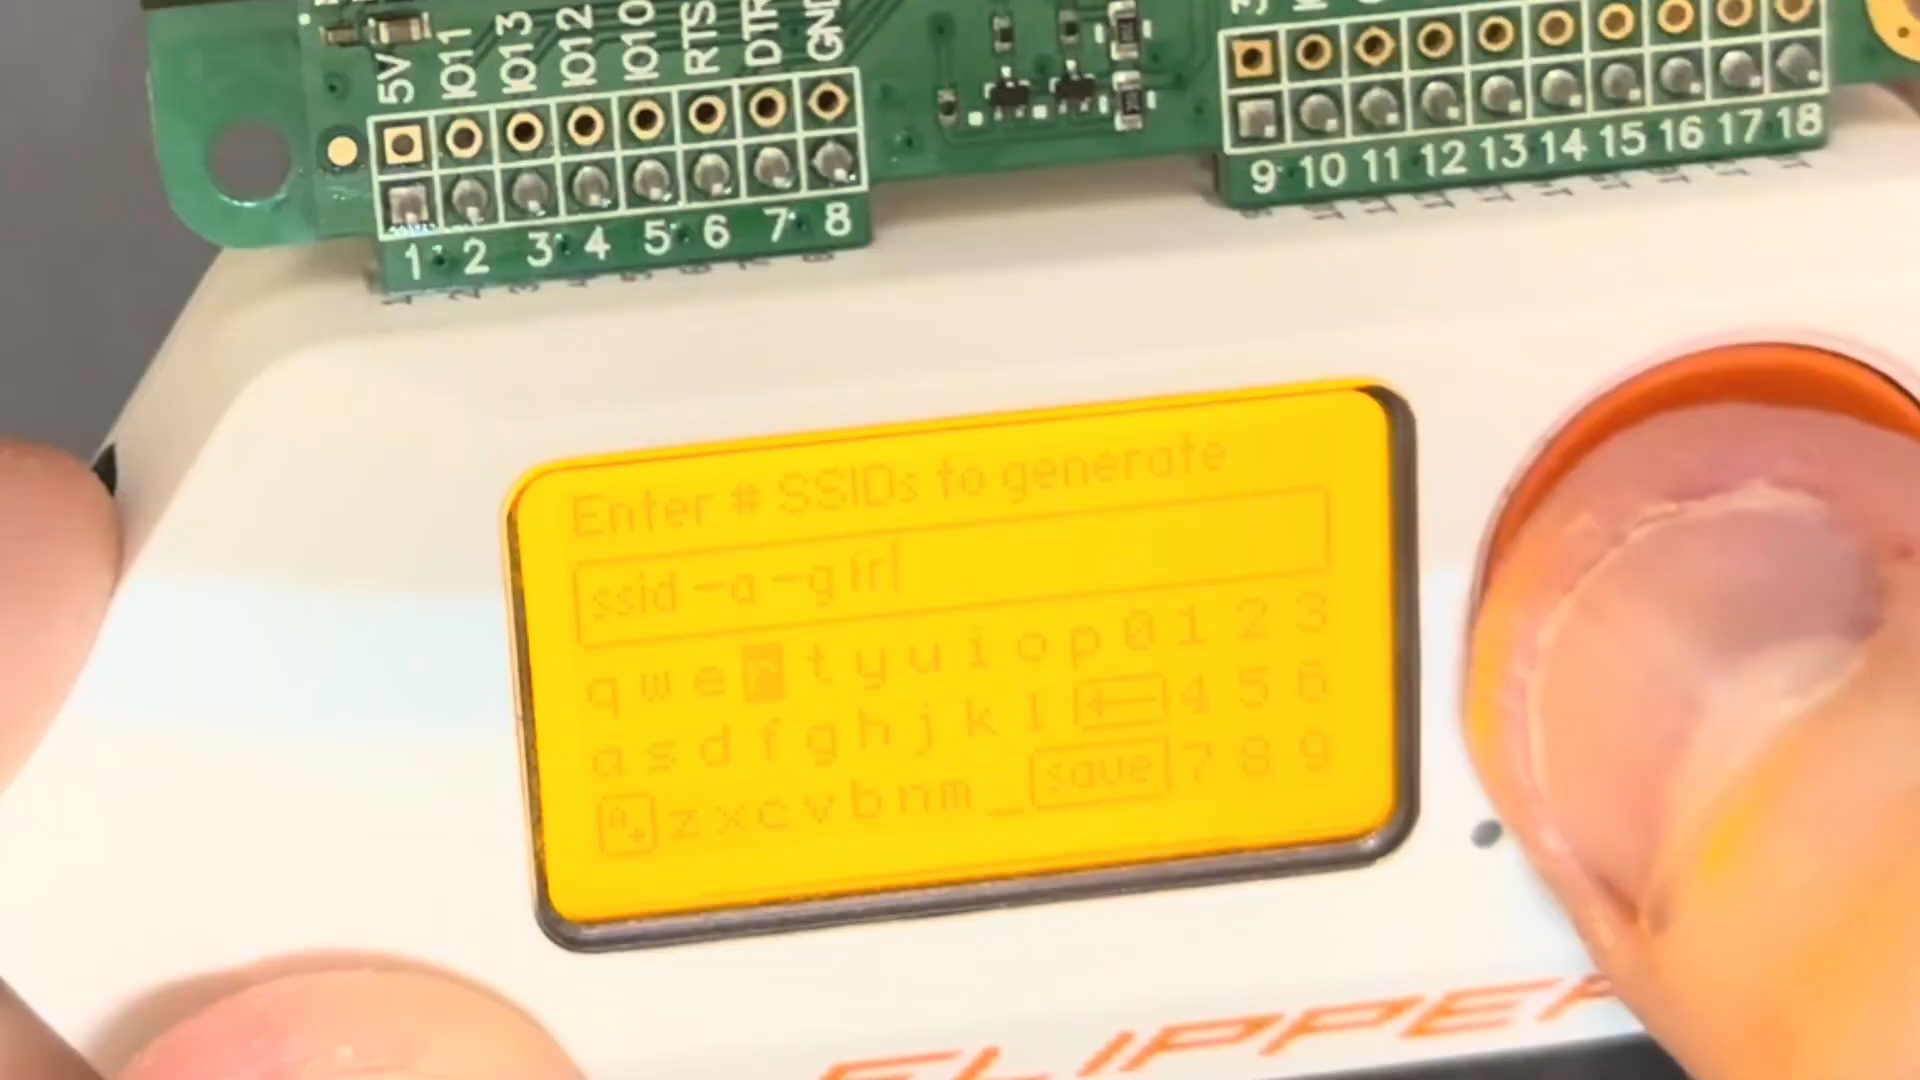 5V IO11 IO13 IO12 IO10 RTS DTR GND
1 2 3 4 5 6 7 8
9 10 11 12 13 14 15 16 17 18
Enter # SSIDs to generate
ssid -a -g fr
q w e r t y u i o p 0 1 2 3
a s d f g h j k l 4 5 6
z x c v b n m _ save 7 8 9
FLIPPER